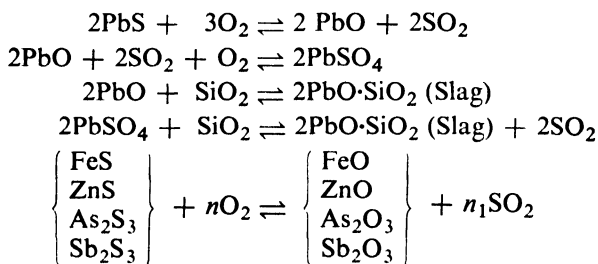 2PbS + 3O₂ ⇌ 2 PbO + 2SO₂
2PbO + 2SO₂ + O₂ ⇌ 2PbSO₄
2PbO + SiO₂ ⇌ 2PbO·SiO₂ (Slag)
2PbSO₄ + SiO₂ ⇌ 2PbO·SiO₂ (Slag) + 2SO₂
{ FeS ZnS As₂S₃ Sb₂S₃ } + nO₂ ⇌ { FeO ZnO As₂O₃ Sb₂O₃ } + n₁SO₂